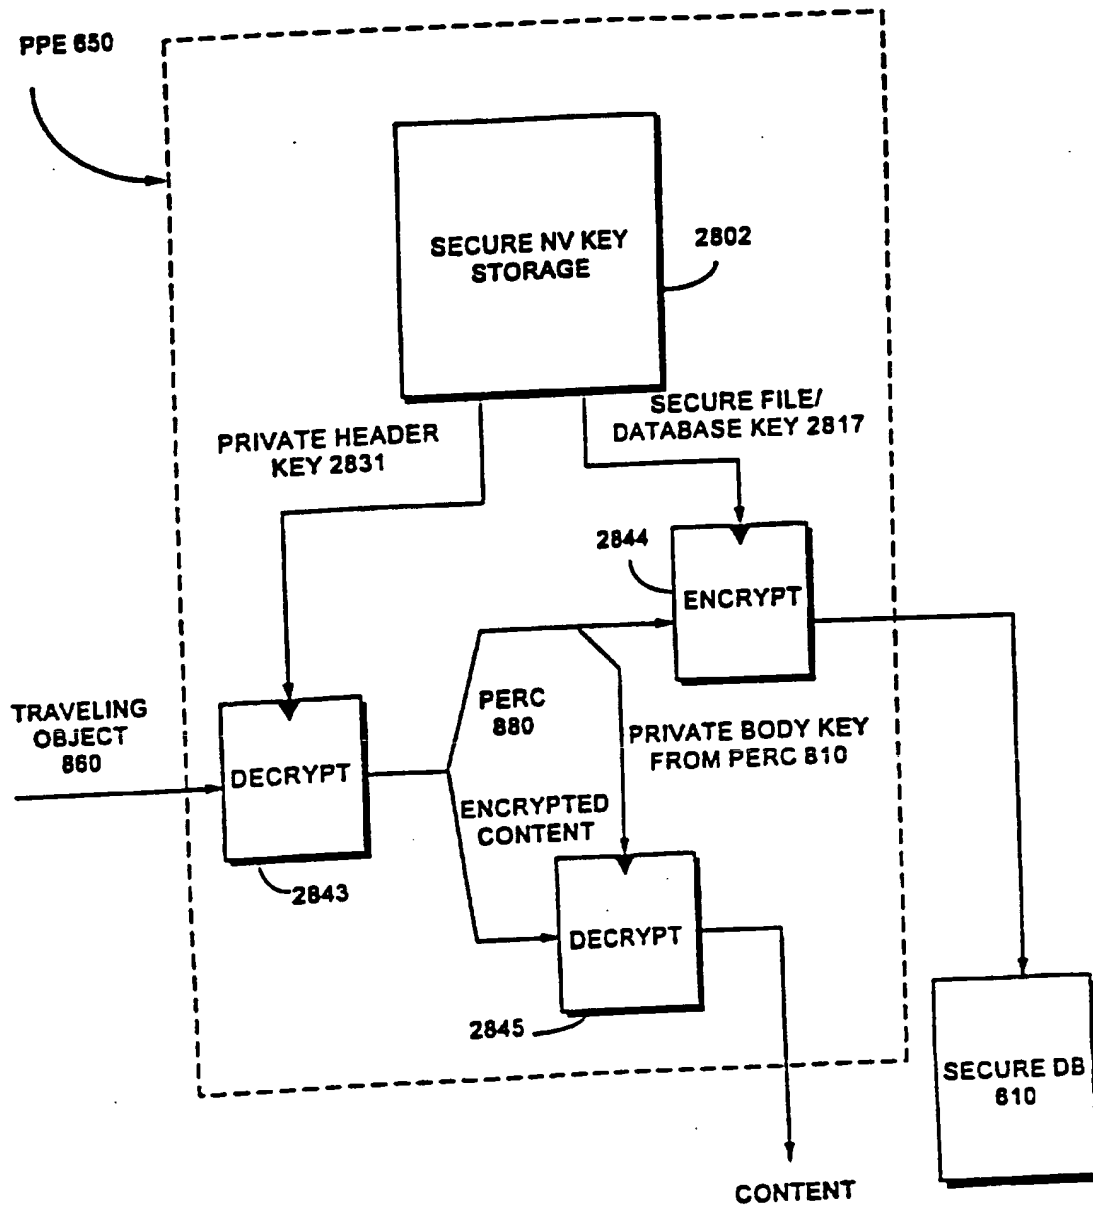 PPE 650
SECURE NV KEY
STORAGE
2802
PRIVATE HEADER
KEY 2831
SECURE FILE/
DATABASE KEY 2817
2844
ENCRYPT
TRAVELING
OBJECT
860
DECRYPT
PERC
880
PRIVATE BODY KEY
FROM PERC 810
ENCRYPTED
CONTENT
2843
DECRYPT
2845
SECURE DB
610
CONTENT